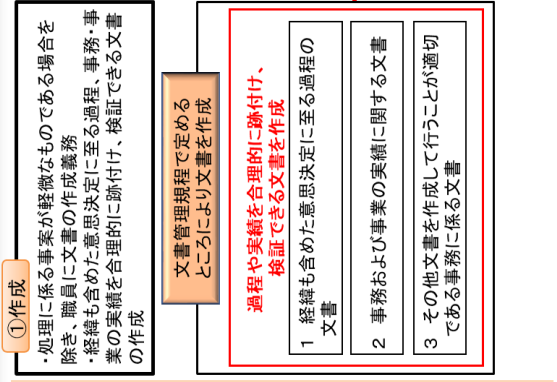 ①作成
・処理に係る事案が軽微なものである場合を
除き、職員に文書の作成義務
・経緯も含めた意思決定に至る過程、事務・事
業の実績を合理的に跡付け、検証できる文書
の作成
文書管理規程で定める
ところにより文書を作成
過程や実績を合理的に跡付け、
検証できる文書を作成
1 経緯も含めた意思決定に至る過程の
文書
2 事務および事業の実績に関する文書
3 その他文書を作成して行うことが適切
である事務に係る文書